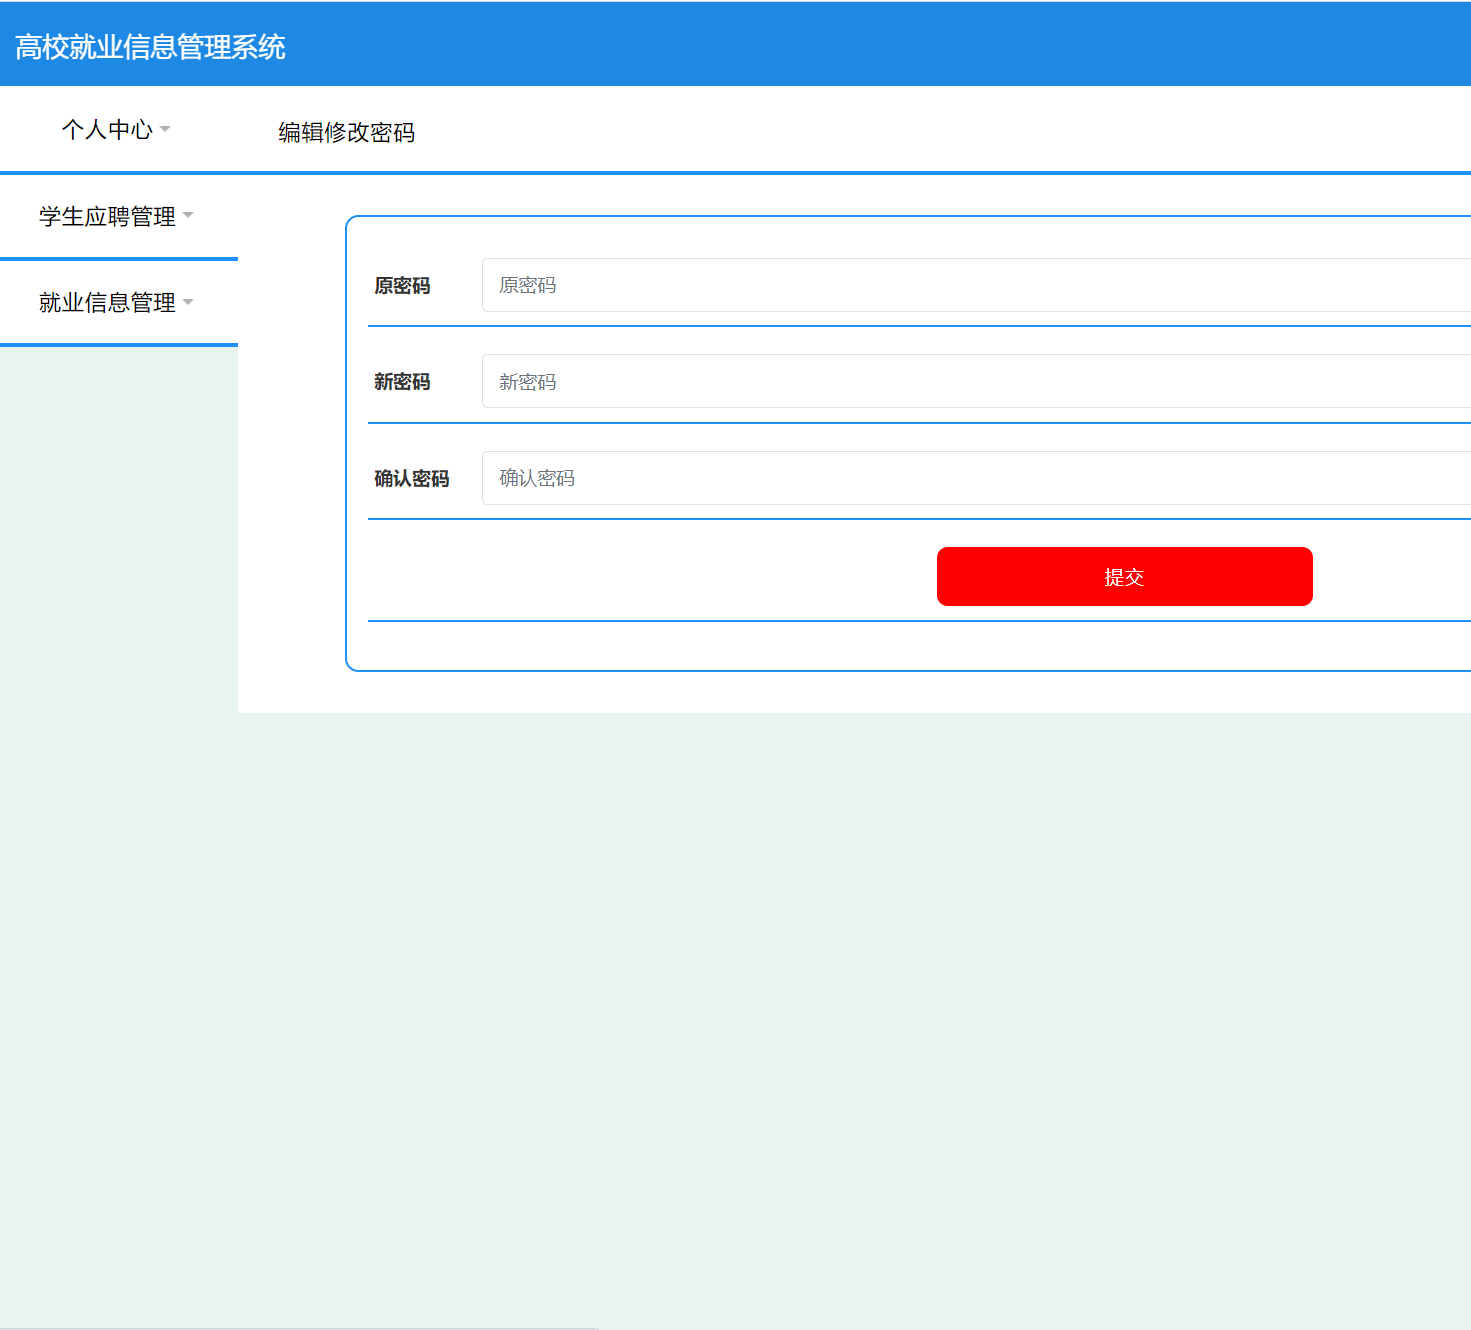 高校就业信息管理系统
个人中心
编辑修改密码
学生应聘管理
就业信息管理
原密码
原密码
新密码
新密码
确认密码
确认密码
提交